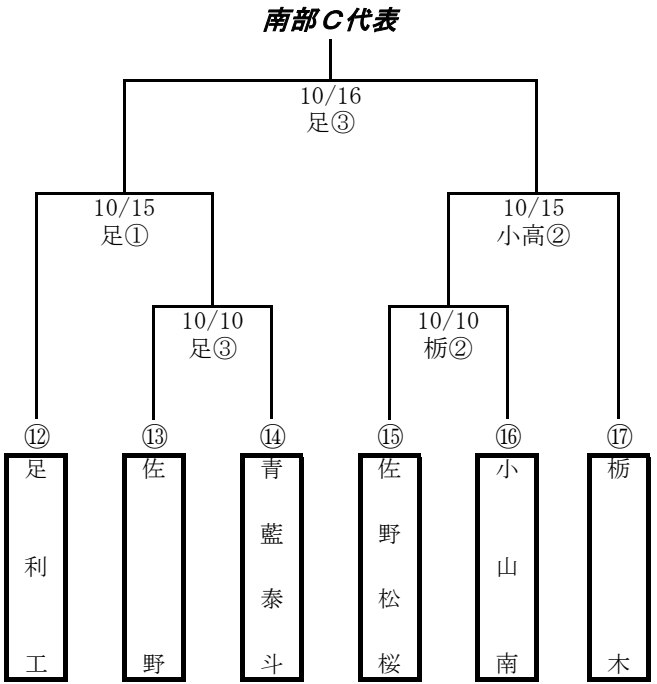 南部C代表
10/16
足③
10/15
足①
10/15
小高②
10/10
足③
10/10
栃②
⑫
⑬
⑭
⑮
⑯
⑰
足利工
佐野
青藍泰斗
佐野松桜
小山南
栃木